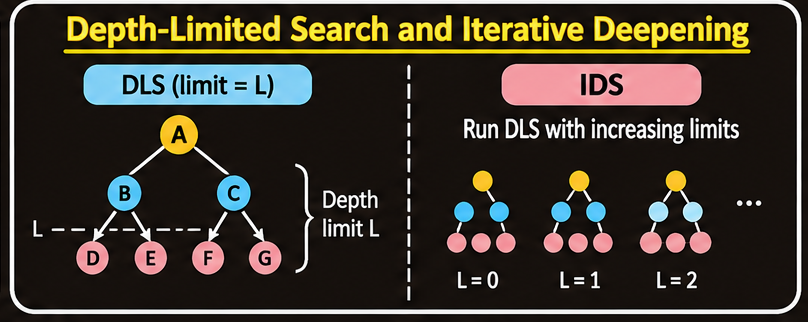 Depth-Limited Search and Iterative Deepening
DLS (limit = L)
A
B
C
L
D
E
F
G
Depth
limit L
IDS
Run DLS with increasing limits
...
L = 0
L = 1
L = 2